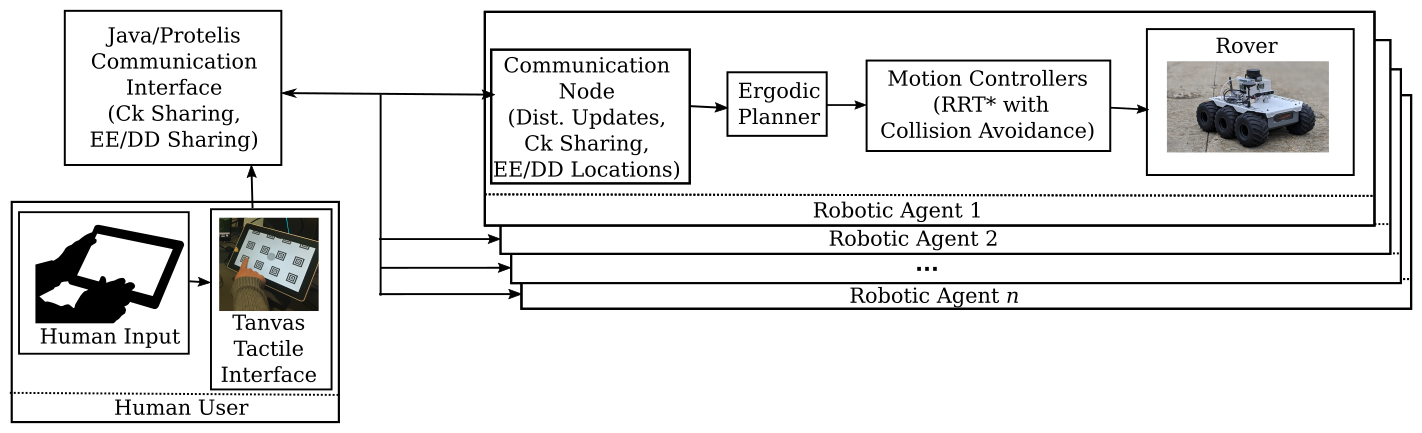 Java/Protelis
Communication
Interface
(Ck Sharing,
EE/DD Sharing)
Human Input
Tanvas
Tactile
Interface
Human User
Communication
Node
(Dist. Updates,
Ck Sharing,
EE/DD Locations)
Ergodic
Planner
Motion Controllers
(RRT* with
Collision Avoidance)
Rover
Robotic Agent 1
Robotic Agent 2
...
Robotic Agent n